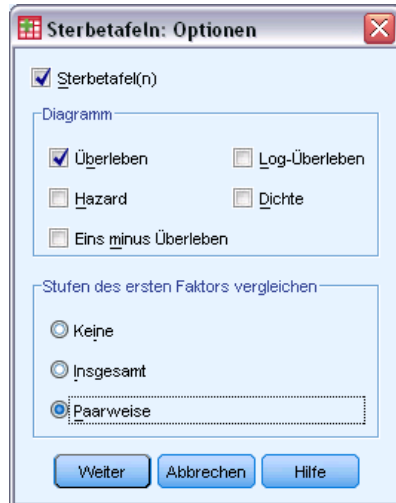 Sterbetafeln: Optionen
Sterbetafel(n)
Diagramm
Überleben
Log-Überleben
Hazard
Dichte
Eins minus Überleben
Stufen des ersten Faktors vergleichen
Keine
Insgesamt
Paarweise
Weiter
Abbrechen
Hilfe